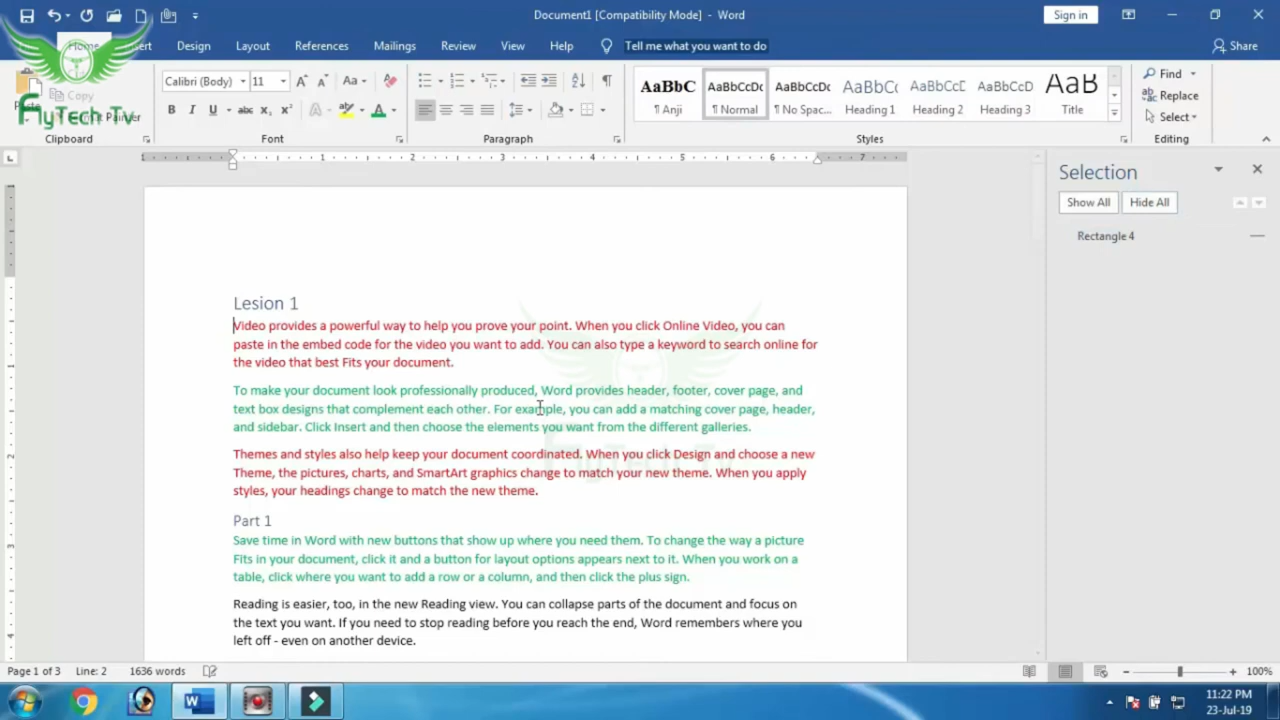 Document1 [Compatibility Mode] - Word
Sign in
Home Insert Design Layout References Mailings Review View Help Tell me what you want to do Share
Calibri (Body) 11 Aa
AaBbC AaBbCcDc AaBbCcDc AaBbCc AaBbCcC AaBbCcD AaB
¶ Anji ¶ Normal ¶ No Spac... Heading 1 Heading 2 Heading 3 Title
Find
Replace
Select
Copy
Painter
FlyTech Tv
Clipboard Font Paragraph Styles Editing
1 1 2 3 4 5 6 7
Selection
Show All Hide All
Rectangle 4
Lesion 1
Video provides a powerful way to help you prove your point. When you click Online Video, you can
paste in the embed code for the video you want to add. You can also type a keyword to search online for
the video that best Fits your document.
To make your document look professionally produced, Word provides header, footer, cover page, and
text box designs that complement each other. For example, you can add a matching cover page, header,
and sidebar. Click Insert and then choose the elements you want from the different galleries.
Themes and styles also help keep your document coordinated. When you click Design and choose a new
Theme, the pictures, charts, and SmartArt graphics change to match your new theme. When you apply
styles, your headings change to match the new theme.
Part 1
Save time in Word with new buttons that show up where you need them. To change the way a picture
Fits in your document, click it and a button for layout options appears next to it. When you work on a
table, click where you want to add a row or a column, and then click the plus sign.
Reading is easier, too, in the new Reading view. You can collapse parts of the document and focus on
the text you want. If you need to stop reading before you reach the end, Word remembers where you
left off - even on another device.
Page 1 of 3 Line: 2 1636 words 100%
11:22 PM
23-Jul-19